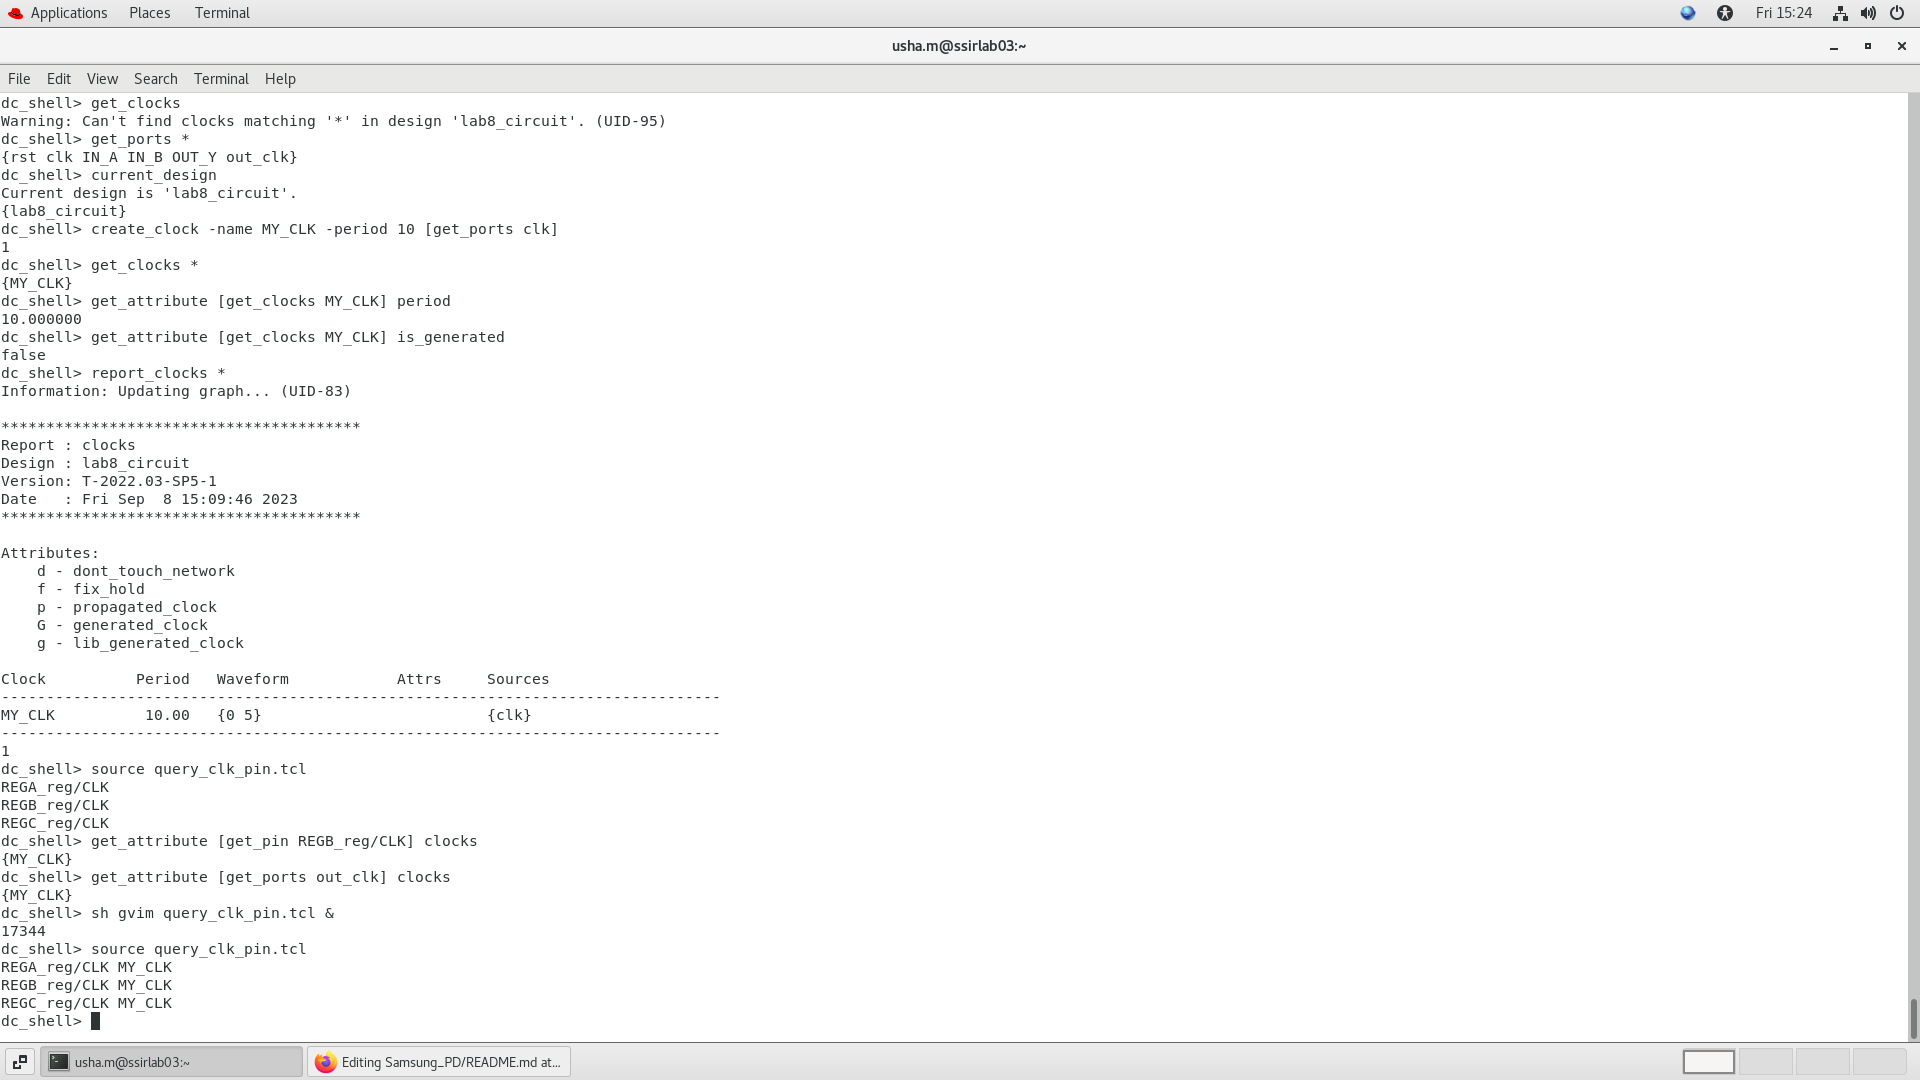 Applications Places Terminal Fri 15:24
usha.m@ssirlab03:~
File Edit View Search Terminal Help
dc_shell> get_clocks
Warning: Can't find clocks matching '*' in design 'lab8_circuit'. (UID-95)
dc_shell> get_ports *
{rst clk IN_A IN_B OUT_Y out_clk}
dc_shell> current_design
Current design is 'lab8_circuit'.
{lab8_circuit}
dc_shell> create_clock -name MY_CLK -period 10 [get_ports clk]
1
dc_shell> get_clocks *
{MY_CLK}
dc_shell> get_attribute [get_clocks MY_CLK] period
10.000000
dc_shell> get_attribute [get_clocks MY_CLK] is_generated
false
dc_shell> report_clocks *
Information: Updating graph... (UID-83)
****************************************
Report : clocks
Design : lab8_circuit
Version: T-2022.03-SP5-1
Date   : Fri Sep  8 15:09:46 2023
****************************************
Attributes:
    d - dont_touch_network
    f - fix_hold
    p - propagated_clock
    G - generated_clock
    g - lib_generated_clock
Clock          Period   Waveform            Attrs     Sources
--------------------------------------------------------------------------------
MY_CLK          10.00   {0 5}                         {clk}
--------------------------------------------------------------------------------
1
dc_shell> source query_clk_pin.tcl
REGA_reg/CLK
REGB_reg/CLK
REGC_reg/CLK
dc_shell> get_attribute [get_pin REGB_reg/CLK] clocks
{MY_CLK}
dc_shell> get_attribute [get_ports out_clk] clocks
{MY_CLK}
dc_shell> sh gvim query_clk_pin.tcl &
17344
dc_shell> source query_clk_pin.tcl
REGA_reg/CLK MY_CLK
REGB_reg/CLK MY_CLK
REGC_reg/CLK MY_CLK
dc_shell>
usha.m@ssirlab03:~ Editing Samsung_PD/README.md at...